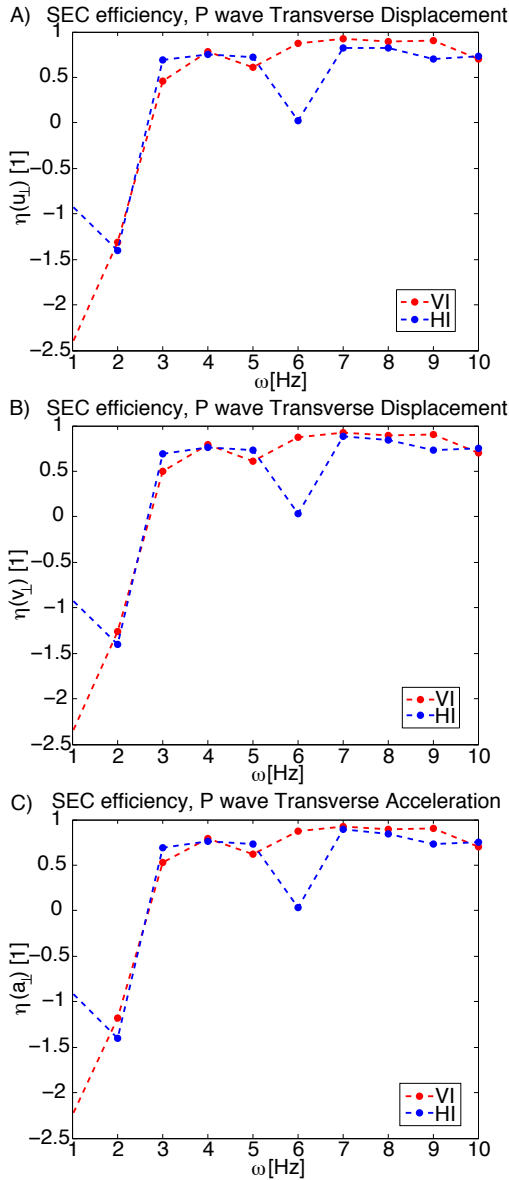 A) SEC efficiency, P wave Transverse Displacement
1
0.5
0
−0.5
−1
−1.5
−2
−2.5
η(u⊥) [1]
VI
HI
1 2 3 4 5 6 7 8 9 10
ω[Hz]
B) SEC efficiency, P wave Transverse Displacement
1
0.5
0
−0.5
−1
−1.5
−2
−2.5
η(v⊥) [1]
VI
HI
1 2 3 4 5 6 7 8 9 10
ω[Hz]
C) SEC efficiency, P wave Transverse Acceleration
1
0.5
0
−0.5
−1
−1.5
−2
−2.5
η(a⊥) [1]
VI
HI
1 2 3 4 5 6 7 8 9 10
ω[Hz]